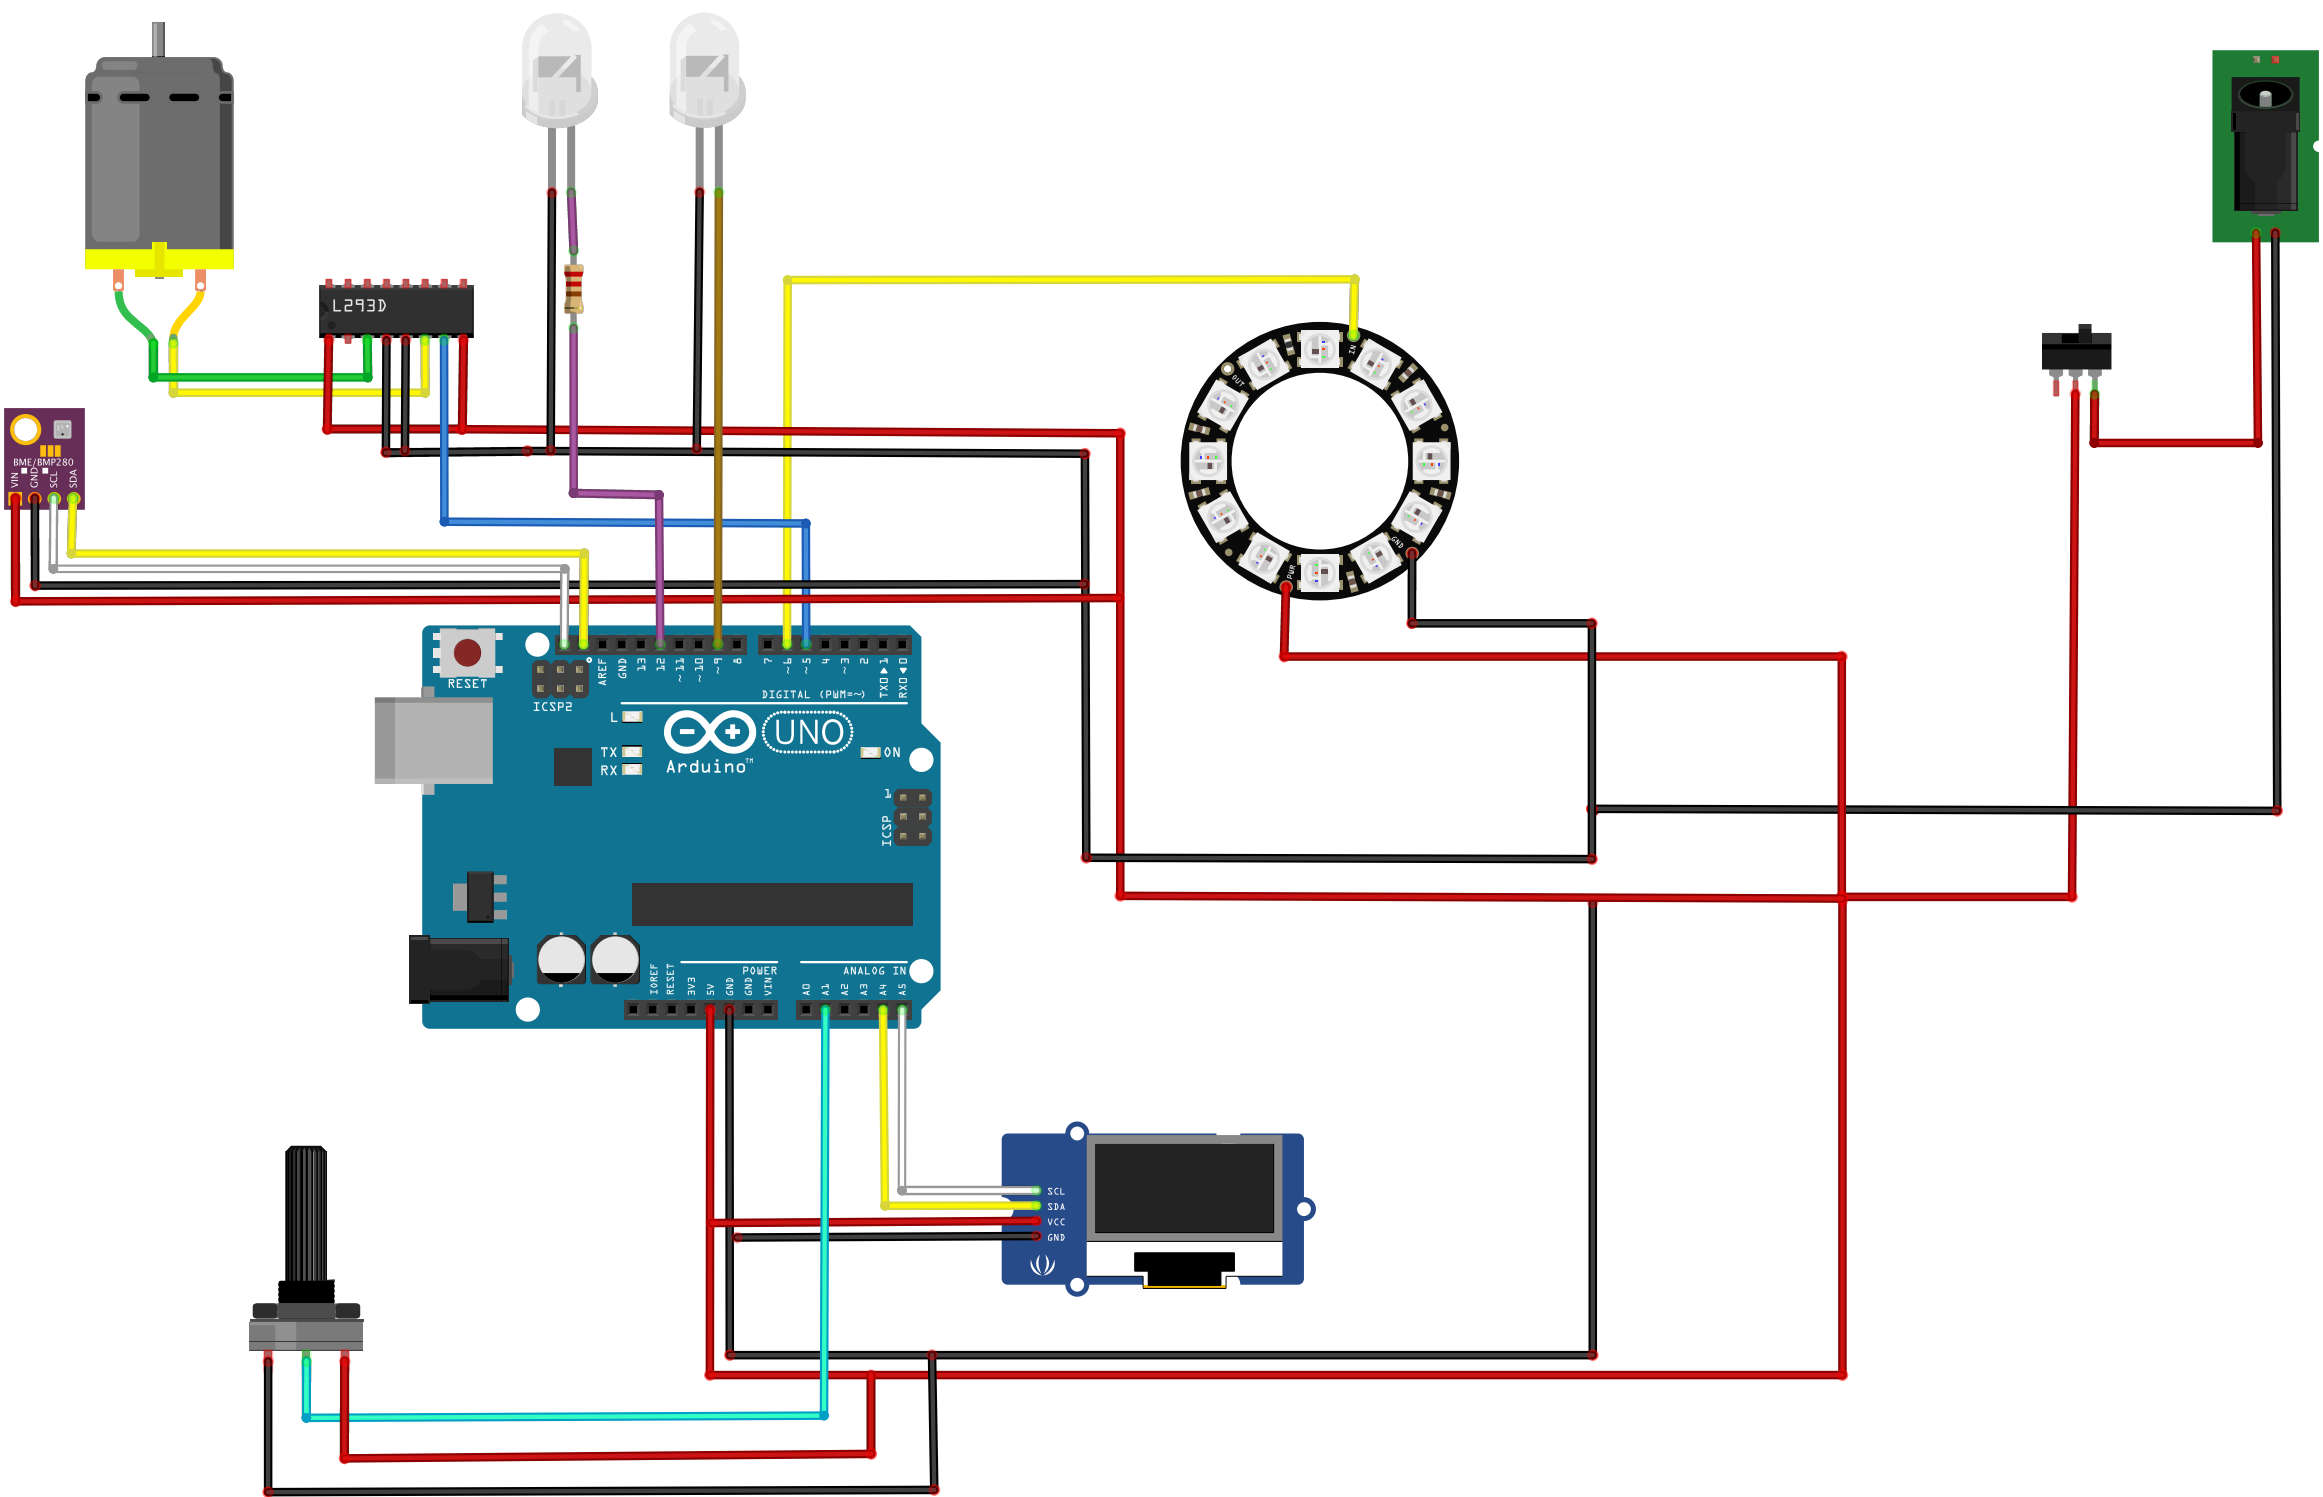 L293D
BME/BMP280
VIN
GND
SCL
SDA
IN
OUT
GND
PWR
RESET
ICSP2
AREF
GND
13
12
~11
~10
~9
8
7
~6
~5
4
~3
2
TX0▶1
RX0◀0
DIGITAL (PWM=~)
L
TX
RX
UNO
ON
Arduino™
1
ICSP
IOREF
RESET
3V3
5V
GND
GND
VIN
POWER
A0
A1
A2
A3
A4
A5
ANALOG IN
SCL
SDA
VCC
GND